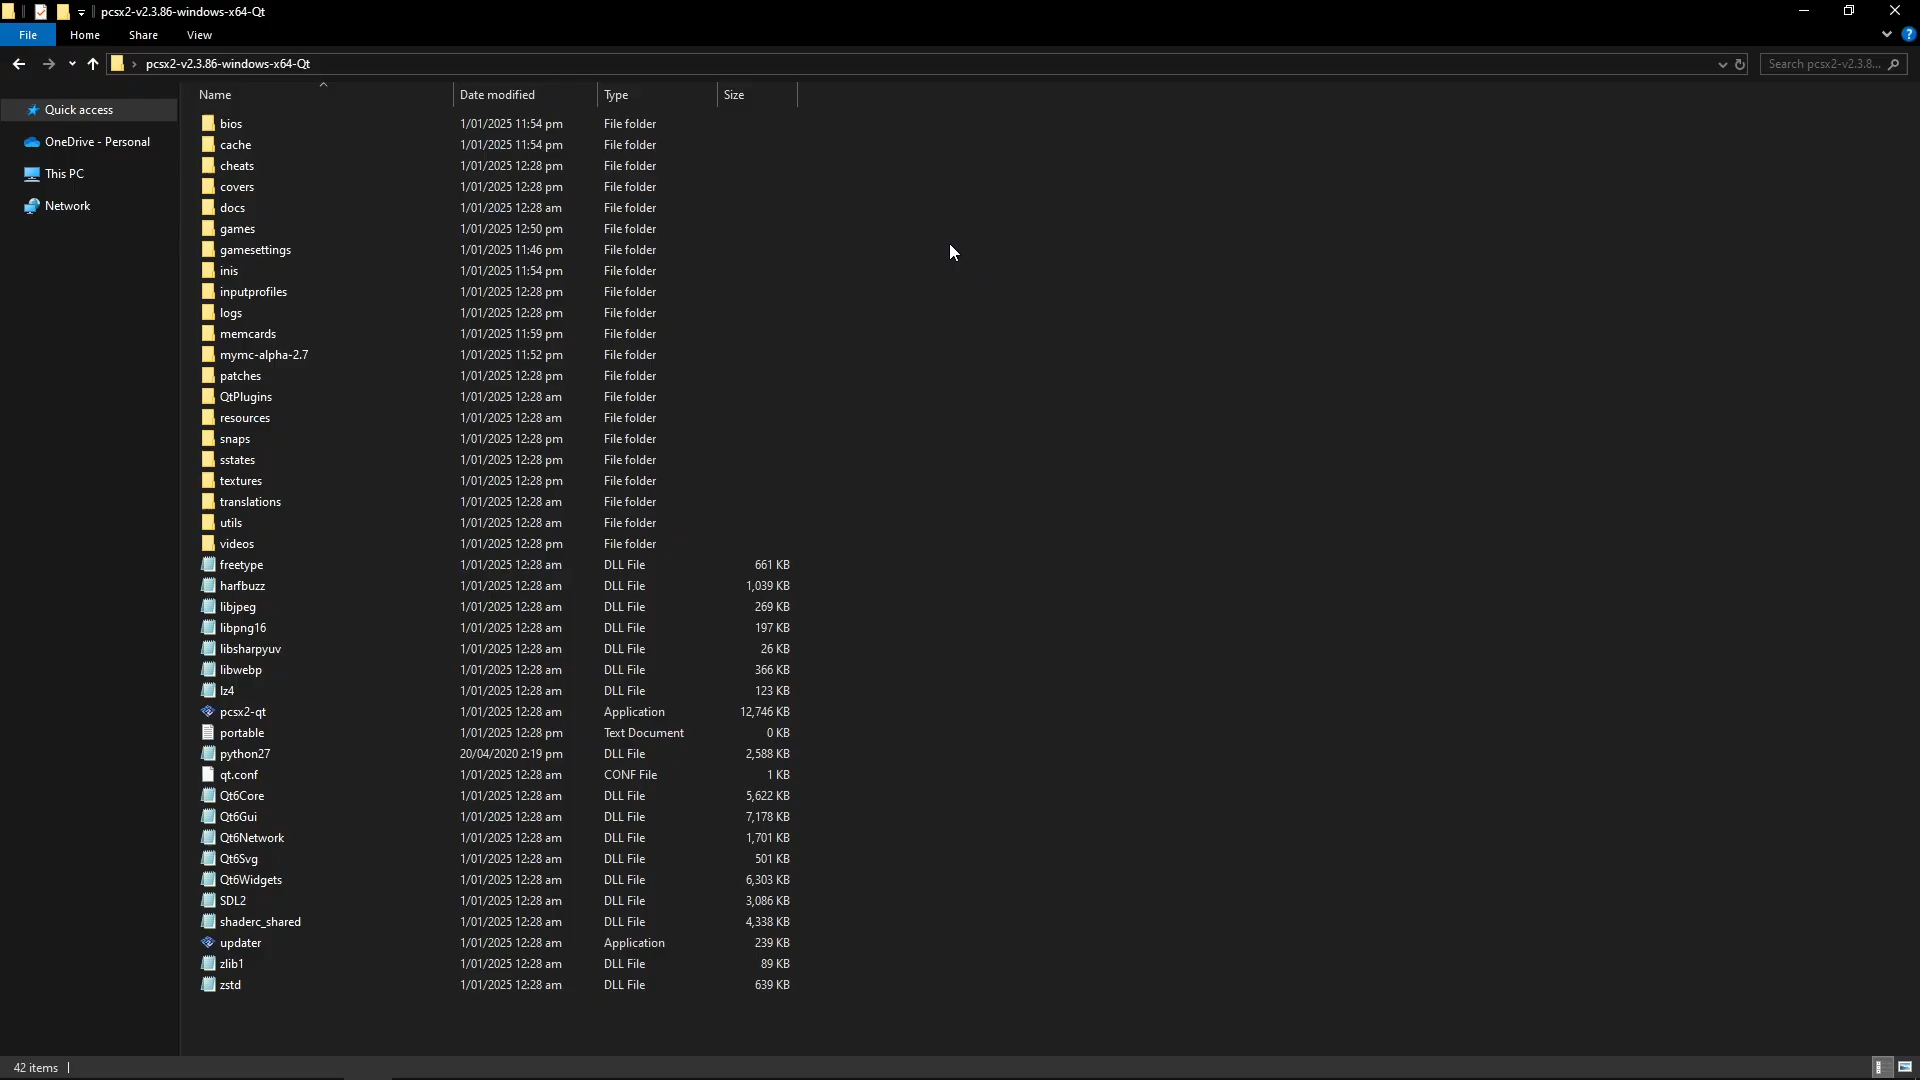 pcsx2-v2.3.86-windows-x64-Qt
File Home Share View
pcsx2-v2.3.86-windows-x64-Qt Search pcsx2-v2.3.8...
Name Date modified Type Size
Quick access
OneDrive - Personal
This PC
Network
bios 1/01/2025 11:54 pm File folder
cache 1/01/2025 11:54 pm File folder
cheats 1/01/2025 12:28 pm File folder
covers 1/01/2025 12:28 pm File folder
docs 1/01/2025 12:28 am File folder
games 1/01/2025 12:50 pm File folder
gamesettings 1/01/2025 11:46 pm File folder
inis 1/01/2025 11:54 pm File folder
inputprofiles 1/01/2025 12:28 pm File folder
logs 1/01/2025 12:28 pm File folder
memcards 1/01/2025 11:59 pm File folder
mymc-alpha-2.7 1/01/2025 11:52 pm File folder
patches 1/01/2025 12:28 pm File folder
QtPlugins 1/01/2025 12:28 am File folder
resources 1/01/2025 12:28 am File folder
snaps 1/01/2025 12:28 pm File folder
sstates 1/01/2025 12:28 pm File folder
textures 1/01/2025 12:28 pm File folder
translations 1/01/2025 12:28 am File folder
utils 1/01/2025 12:28 am File folder
videos 1/01/2025 12:28 pm File folder
freetype 1/01/2025 12:28 am DLL File 661 KB
harfbuzz 1/01/2025 12:28 am DLL File 1,039 KB
libjpeg 1/01/2025 12:28 am DLL File 269 KB
libpng16 1/01/2025 12:28 am DLL File 197 KB
libsharpyuv 1/01/2025 12:28 am DLL File 26 KB
libwebp 1/01/2025 12:28 am DLL File 366 KB
lz4 1/01/2025 12:28 am DLL File 123 KB
pcsx2-qt 1/01/2025 12:28 am Application 12,746 KB
portable 1/01/2025 12:28 pm Text Document 0 KB
python27 20/04/2020 2:19 pm DLL File 2,588 KB
qt.conf 1/01/2025 12:28 am CONF File 1 KB
Qt6Core 1/01/2025 12:28 am DLL File 5,622 KB
Qt6Gui 1/01/2025 12:28 am DLL File 7,178 KB
Qt6Network 1/01/2025 12:28 am DLL File 1,701 KB
Qt6Svg 1/01/2025 12:28 am DLL File 501 KB
Qt6Widgets 1/01/2025 12:28 am DLL File 6,303 KB
SDL2 1/01/2025 12:28 am DLL File 3,086 KB
shaderc_shared 1/01/2025 12:28 am DLL File 4,338 KB
updater 1/01/2025 12:28 am Application 239 KB
zlib1 1/01/2025 12:28 am DLL File 89 KB
zstd 1/01/2025 12:28 am DLL File 639 KB
42 items